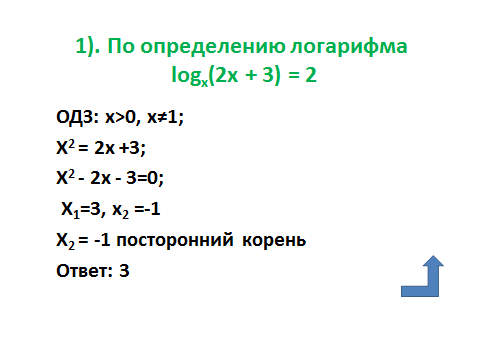 1). По определению логарифма
logₓ(2x + 3) = 2
ОДЗ: x>0, x≠1;
X² = 2x +3;
X² - 2x - 3=0;
X₁=3, x₂ =-1
X₂ = -1 посторонний корень
Ответ: 3